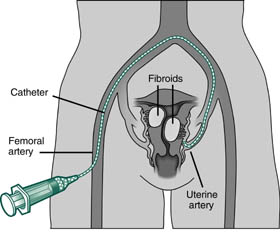 Fibroids
Catheter
Femoral
artery
Uterine
artery